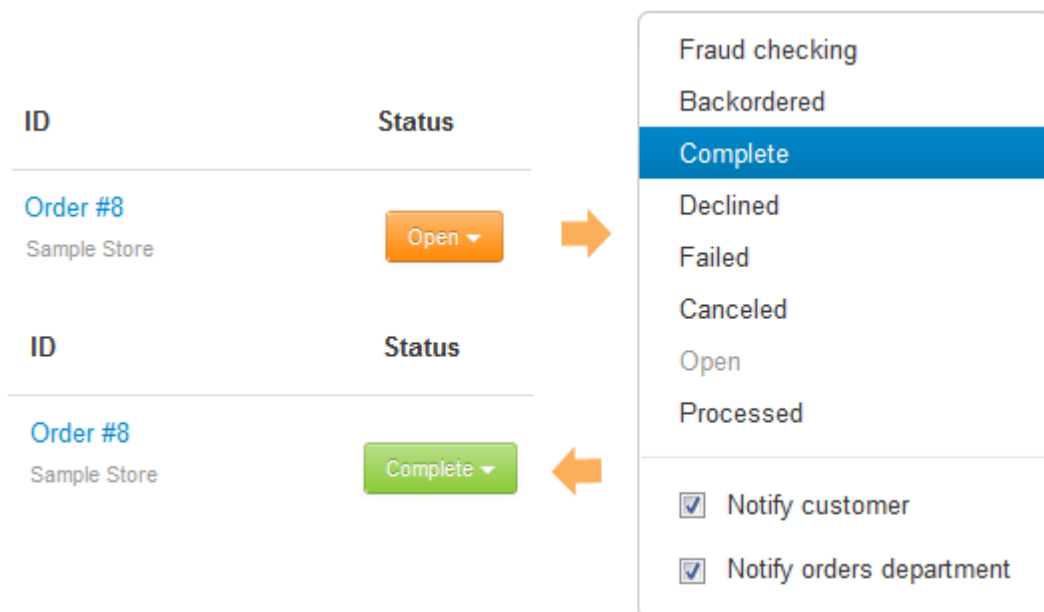 ID Status
Order #8
Sample Store
Open
Fraud checking
Backordered
Complete
Declined
Failed
Canceled
Open
Processed
Notify customer
Notify orders department
ID Status
Order #8
Sample Store
Complete